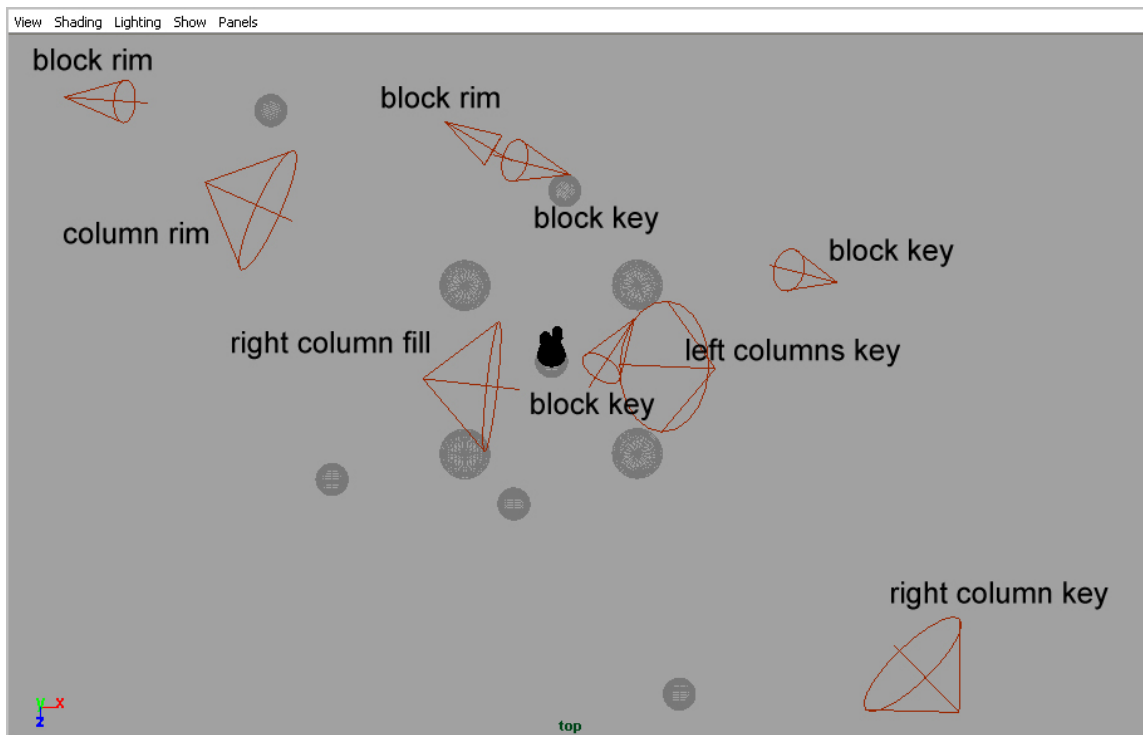 View Shading Lighting Show Panels
block rim
block rim
column rim
block key
block key
right column fill
left columns key
block key
right column key
Y X
Z
top